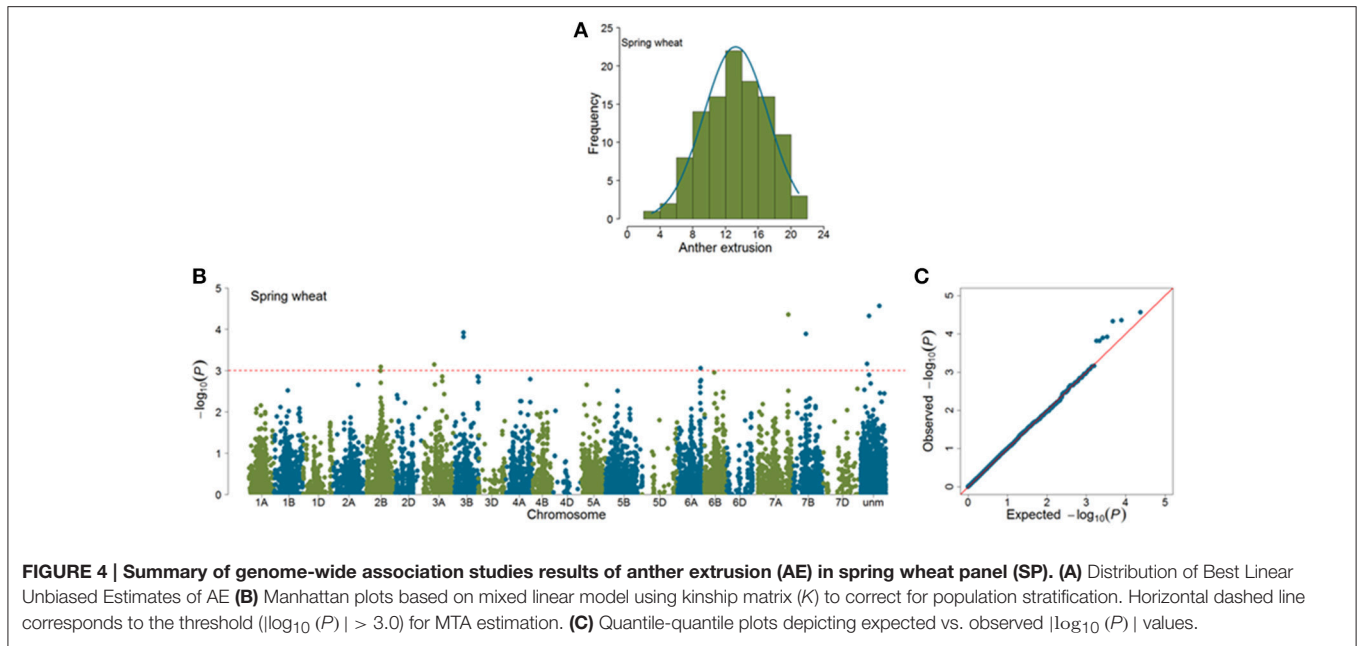 A
Spring wheat
25
20
15
10
5
0
Frequency
0 4 8 12 16 20 24
Anther extrusion
B
Spring wheat
5
4
3
2
1
0
−log10(P)
1A 1B 1D 2A 2B 2D 3A 3B 3D 4A 4B 4D 5A 5B 5D 6A 6B 6D 7A 7B 7D unm
Chromosome
C
5
4
3
2
1
0
Observed −log10(P)
0 1 2 3 4 5
Expected −log10(P)
FIGURE 4 | Summary of genome-wide association studies results of anther extrusion (AE) in spring wheat panel (SP). (A) Distribution of Best Linear
Unbiased Estimates of AE (B) Manhattan plots based on mixed linear model using kinship matrix (K) to correct for population stratification. Horizontal dashed line
corresponds to the threshold (|log10 (P) | > 3.0) for MTA estimation. (C) Quantile-quantile plots depicting expected vs. observed |log10 (P) | values.